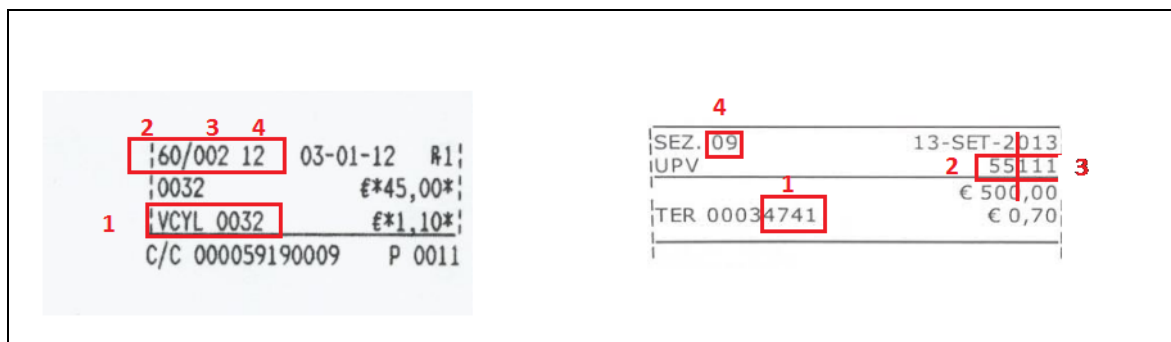 2 3 4
60/002 12 03-01-12 R1
0032 €*45,00*
1 VCYL 0032 €*1,10*
C/C 000059190009 P 0011
4
SEZ. 09 13-SET-2013
UPV 2 55111 3
€ 500,00
1
TER 00034741 € 0,70